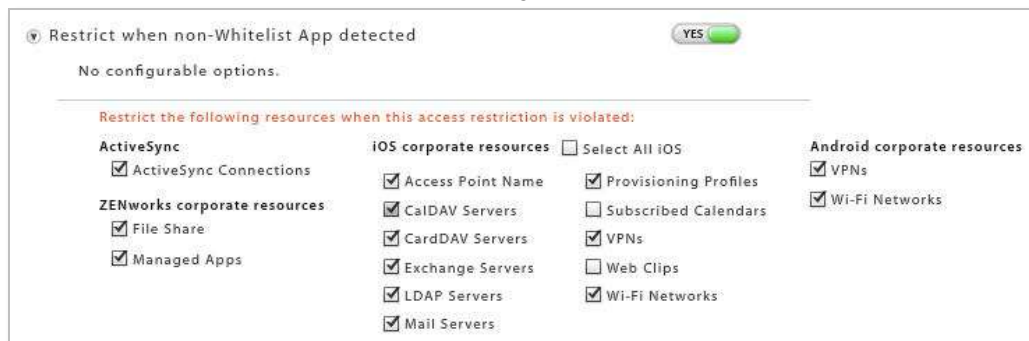 Restrict when non-Whitelist App detected
YES
No configurable options.
Restrict the following resources when this access restriction is violated:
ActiveSync
ActiveSync Connections
ZENworks corporate resources
File Share
Managed Apps
iOS corporate resources
Select All iOS
Access Point Name
CalDAV Servers
CardDAV Servers
Exchange Servers
LDAP Servers
Mail Servers
Provisioning Profiles
Subscribed Calendars
VPNs
Web Clips
Wi-Fi Networks
Android corporate resources
VPNs
Wi-Fi Networks